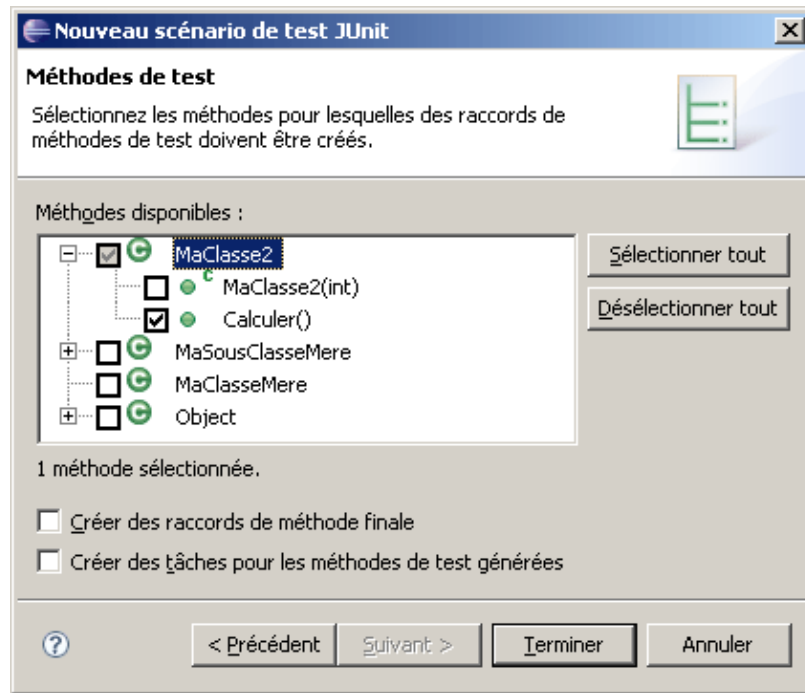 Nouveau scénario de test JUnit
Méthodes de test
Sélectionnez les méthodes pour lesquelles des raccords de
méthodes de test doivent être créés.
Méthodes disponibles :
MaClasse2
MaClasse2(int)
Calculer()
MaSousClasseMere
MaClasseMere
Object
Sélectionner tout
Désélectionner tout
1 méthode sélectionnée.
Créer des raccords de méthode finale
Créer des tâches pour les méthodes de test générées
< Précédent
Suivant >
Terminer
Annuler